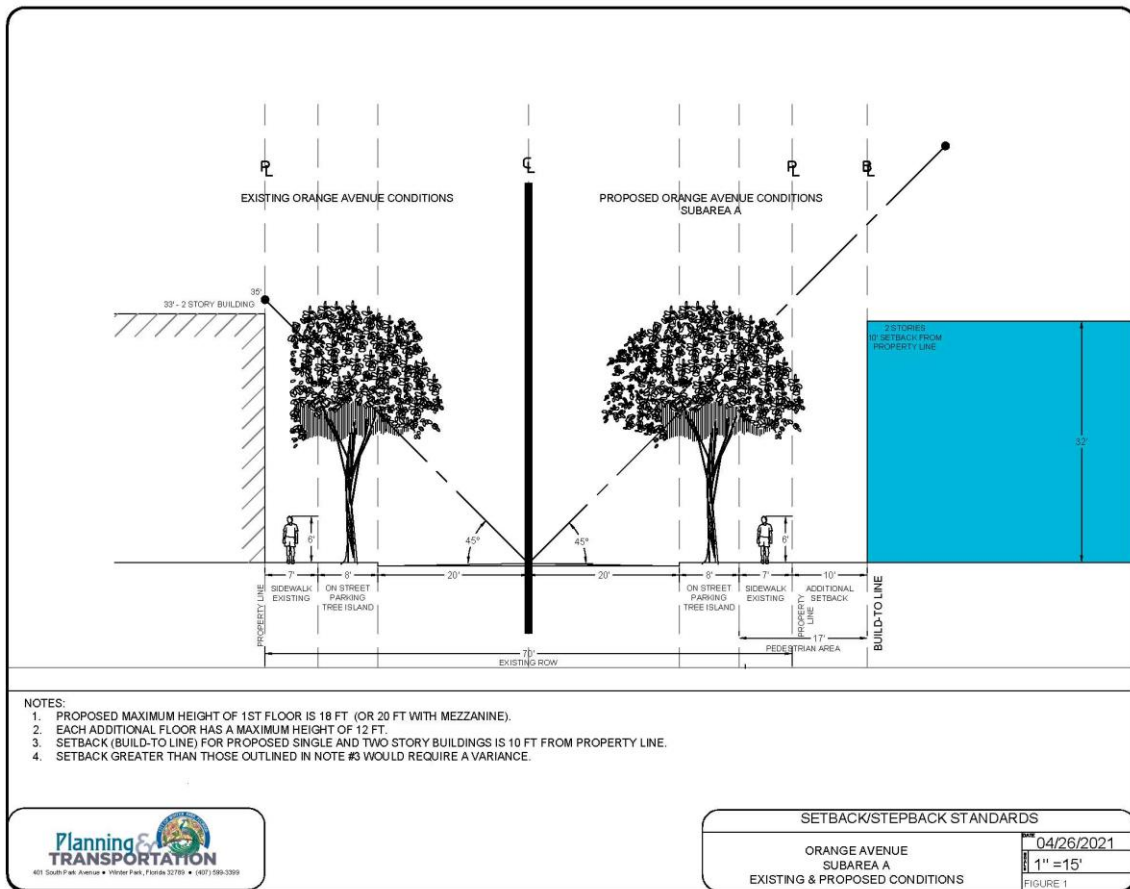 PL
CL
PL
BL
EXISTING ORANGE AVENUE CONDITIONS
PROPOSED ORANGE AVENUE CONDITIONS
SUBAREA A
35'
33' - 2 STORY BUILDING
2 STORIES
10' SETBACK FROM
PROPERTY LINE
32'
6'
45°
45°
6'
7'
8'
20'
20'
8'
7'
10'
SIDEWALK
EXISTING
ON STREET
PARKING
TREE ISLAND
ON STREET
PARKING
TREE ISLAND
SIDEWALK
EXISTING
ADDITIONAL
SETBACK
PROPERTY LINE
PROPERTY
LINE
BUILD-TO LINE
17'
PEDESTRIAN AREA
70'
EXISTING ROW
NOTES:
1. PROPOSED MAXIMUM HEIGHT OF 1ST FLOOR IS 18 FT (OR 20 FT WITH MEZZANINE).
2. EACH ADDITIONAL FLOOR HAS A MAXIMUM HEIGHT OF 12 FT.
3. SETBACK (BUILD-TO LINE) FOR PROPOSED SINGLE AND TWO STORY BUILDINGS IS 10 FT FROM PROPERTY LINE.
4. SETBACK GREATER THAN THOSE OUTLINED IN NOTE #3 WOULD REQUIRE A VARIANCE.
Planning &
TRANSPORTATION
401 South Park Avenue • Winter Park, Florida 32789 • (407) 599-3399
SETBACK/STEPBACK STANDARDS
ORANGE AVENUE
SUBAREA A
EXISTING & PROPOSED CONDITIONS
DATE
04/26/2021
1" =15'
FIGURE 1